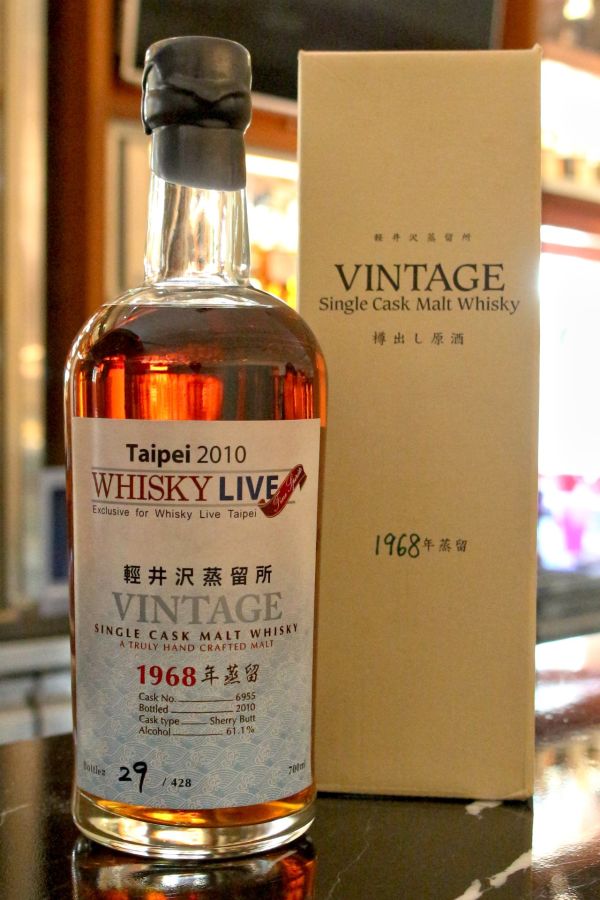 輕井沢蒸留所
VINTAGE
Single Cask Malt Whisky
樽出し原酒
1968年蒸留
Taipei 2010
WHISKY LIVE
Exclusive for Whisky Live Taipei
輕井沢蒸留所
VINTAGE
SINGLE CASK MALT WHISKY
A TRULY HAND CRAFTED MALT
1968年蒸留
Cask No. 6955
Bottled 2010
Cask type Sherry Butt
Alcohol 61.1%
Bottle# 29 / 428
700ml